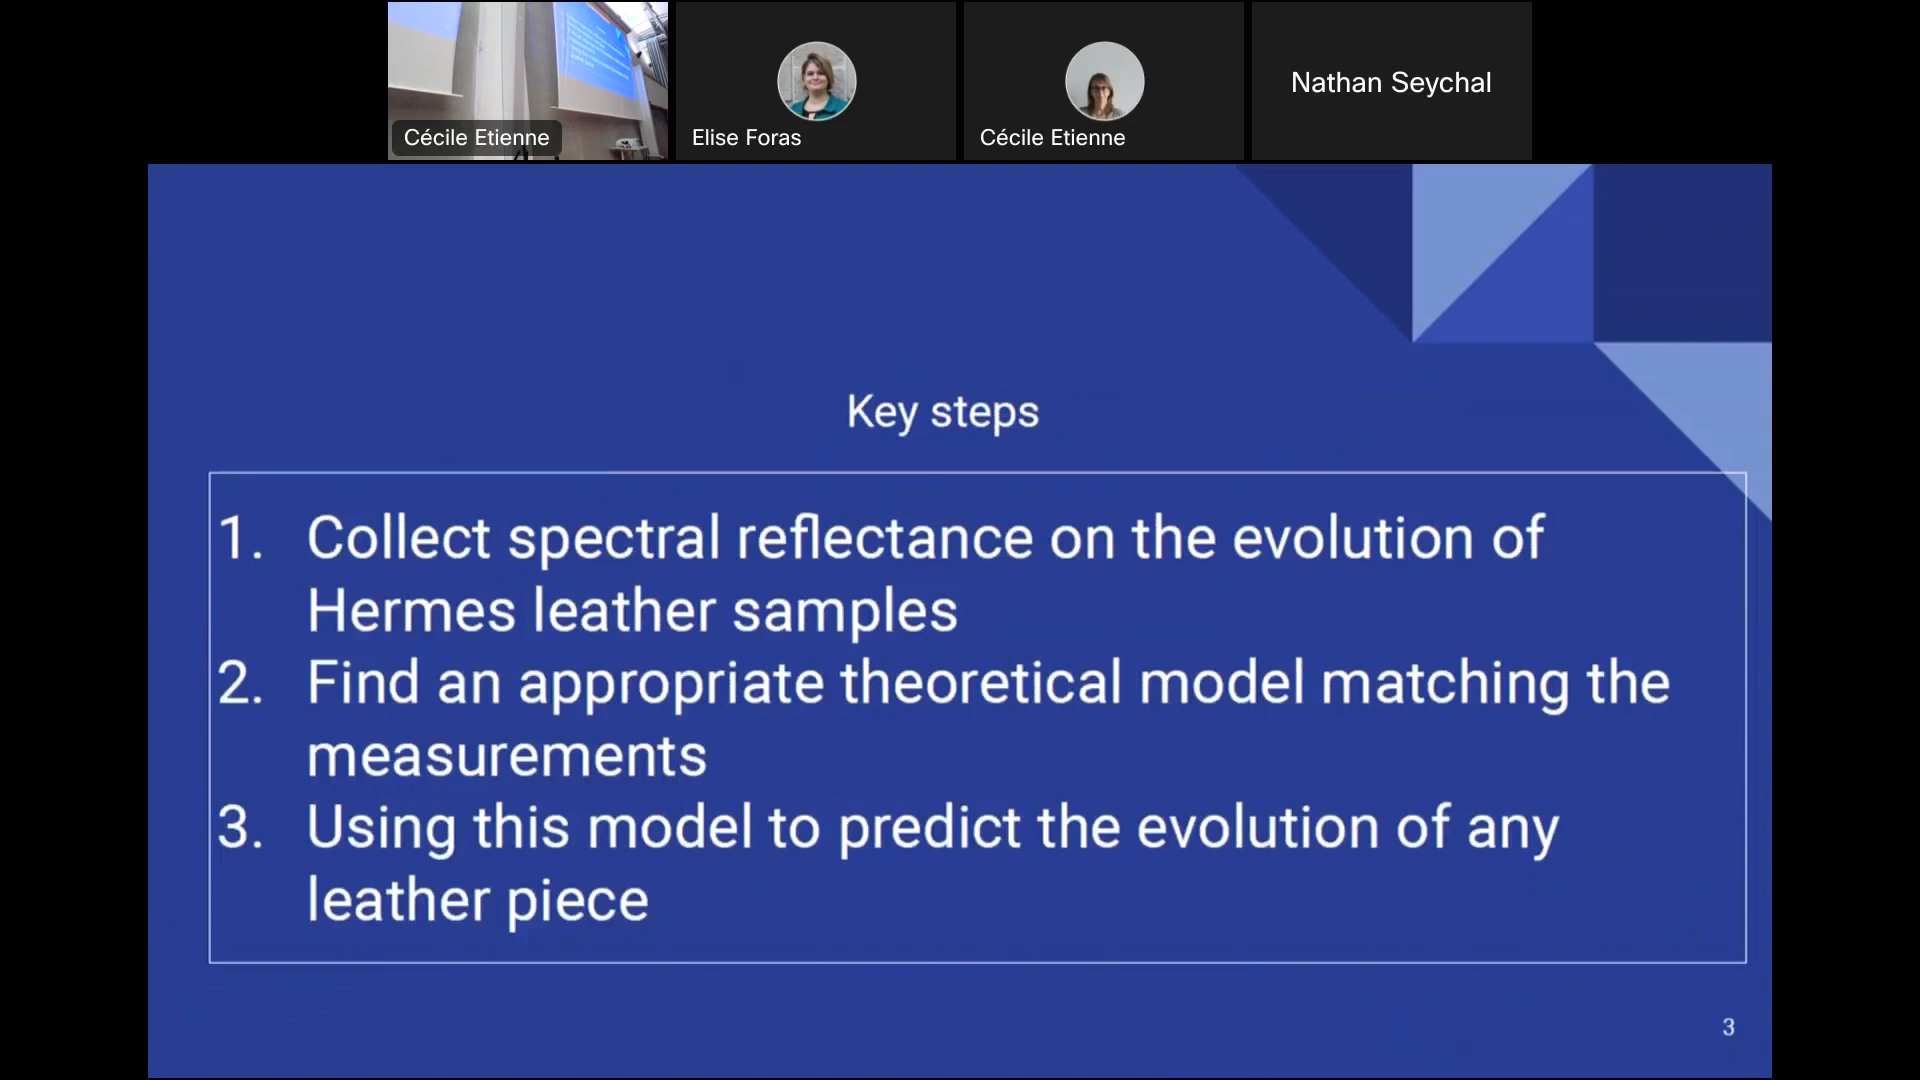 Cécile Etienne
Elise Foras
Cécile Etienne
Nathan Seychal
Key steps
1. Collect spectral reflectance on the evolution of
Hermes leather samples
2. Find an appropriate theoretical model matching the
measurements
3. Using this model to predict the evolution of any
leather piece
3